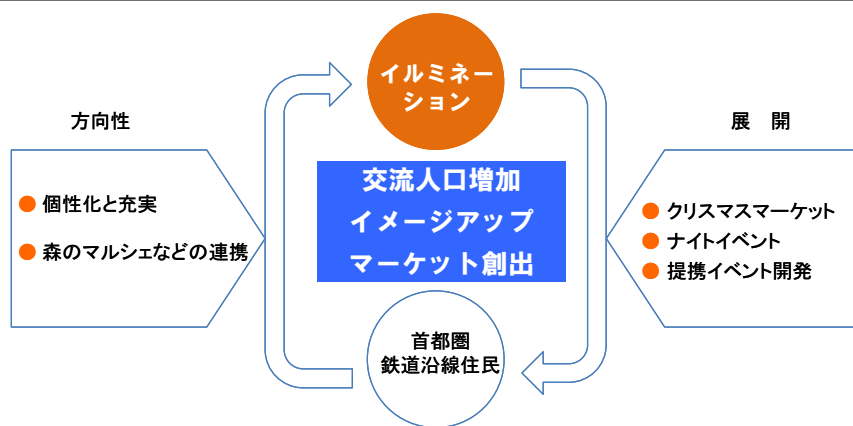 イルミネー
ション
方向性
展　開
交流人口増加
イメージアップ
マーケット創出
● 個性化と充実
● 森のマルシェなどの連携
● クリスマスマーケット
● ナイトイベント
● 提携イベント開発
首都圏
鉄道沿線住民